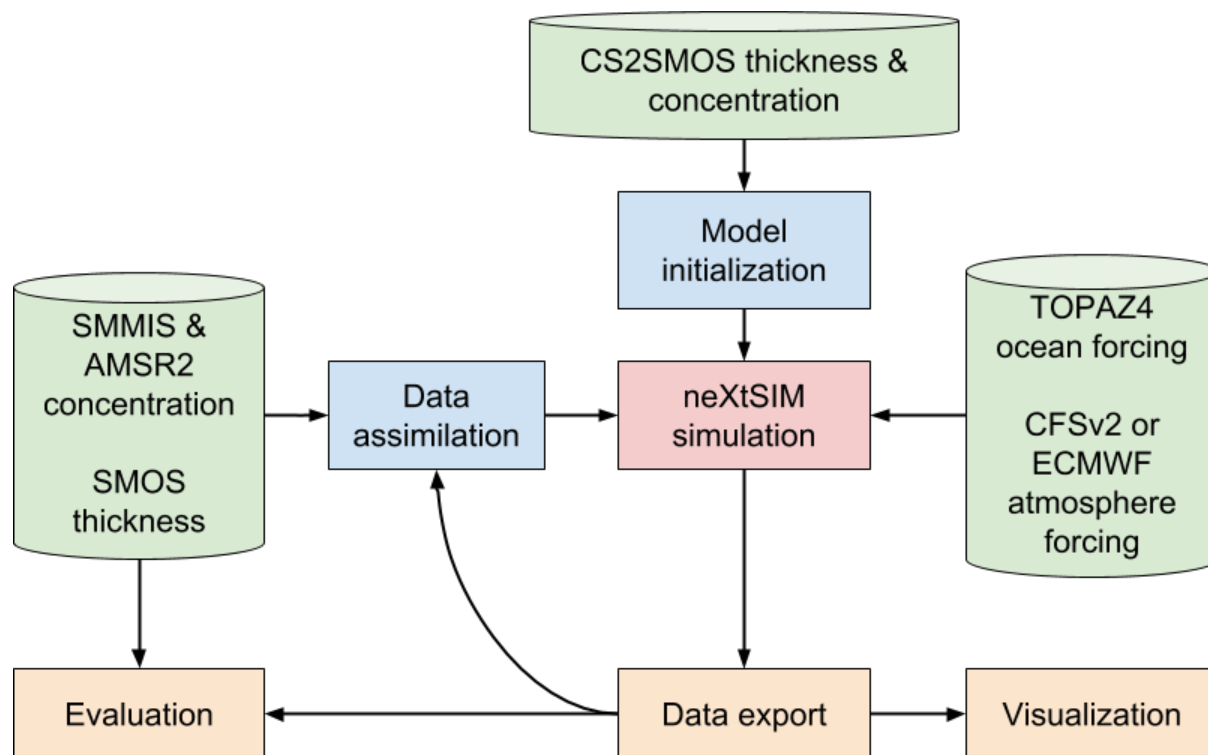 CS2SMOS thickness &
concentration
Model
initialization
SMMIS &
AMSR2
concentration
SMOS
thickness
Data
assimilation
neXtSIM
simulation
TOPAZ4
ocean forcing
CFSv2 or
ECMWF
atmosphere
forcing
Evaluation
Data export
Visualization